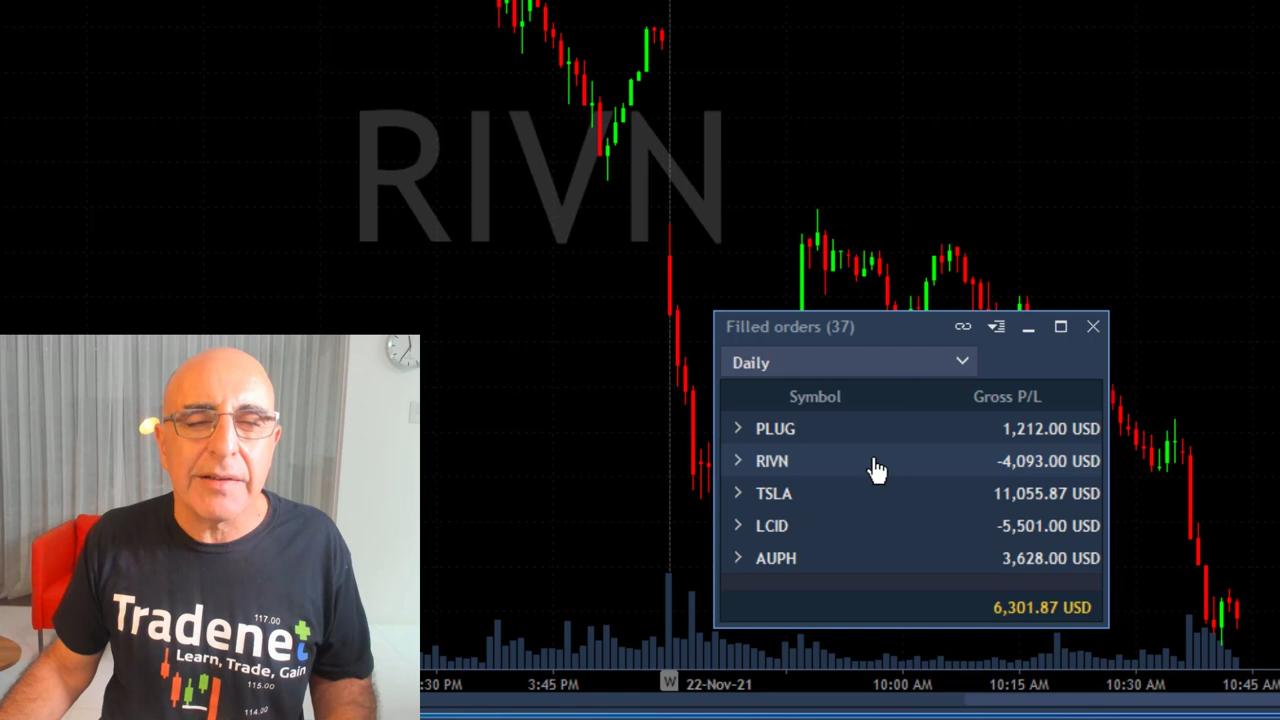 RIVN
Filled orders (37)
Daily
Symbol Gross P/L
PLUG 1,212.00 USD
RIVN -4,093.00 USD
TSLA 11,055.87 USD
LCID -5,501.00 USD
AUPH 3,628.00 USD
6,301.87 USD
117.00
Tradenet
Learn, Trade, Gain
115.00
114.00
:30 PM 3:45 PM W 22-Nov-21 10:00 AM 10:15 AM 10:30 AM 10:45 AM